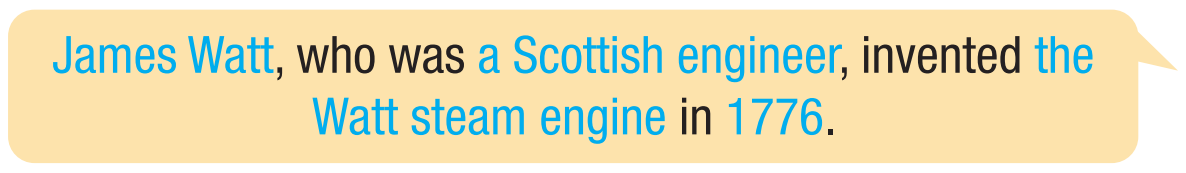 James Watt, who was a Scottish engineer, invented the
Watt steam engine in 1776.